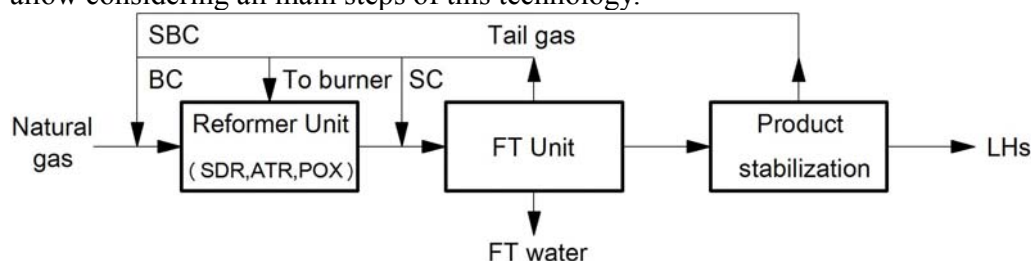 allow considering all main steps of this technology.
SBC
Tail gas
BC
To burner
SC
Natural
gas
Reformer Unit
(SDR,ATR,POX)
FT Unit
Product
stabilization
LHs
FT water